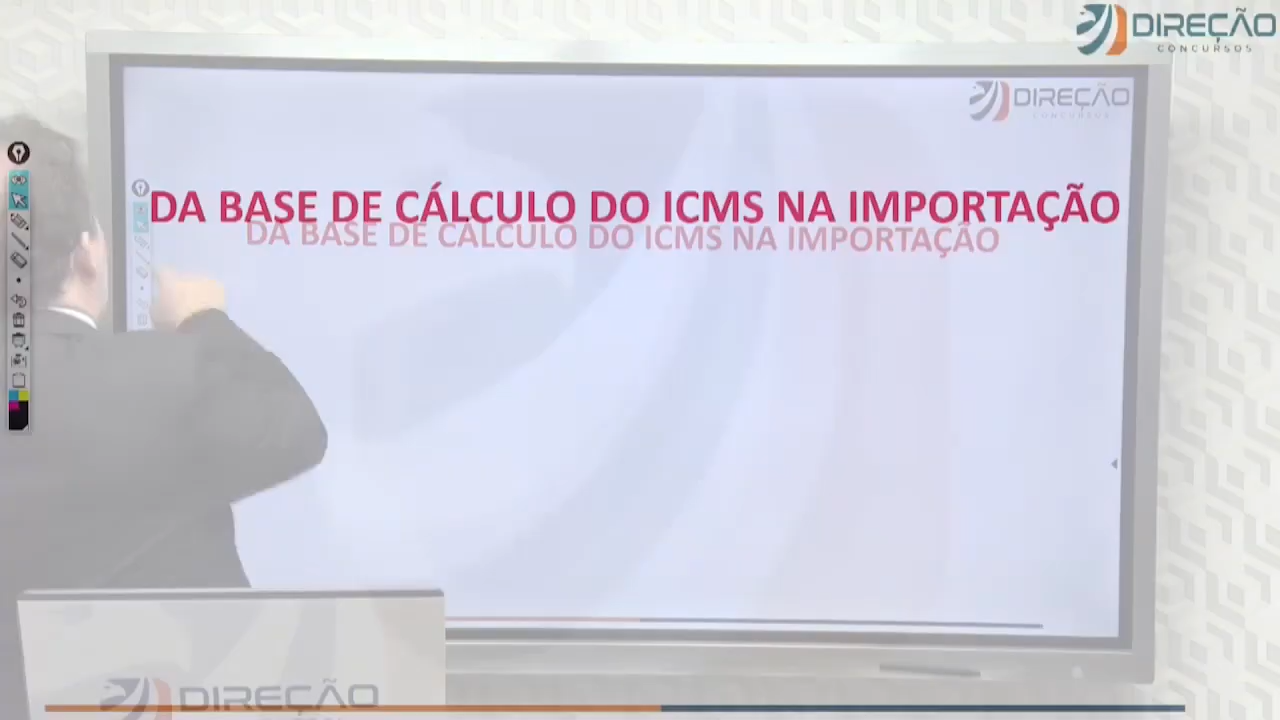 DIREÇÃO
CONCURSOS
DIREÇÃO
CONCURSOS
DA BASE DE CÁLCULO DO ICMS NA IMPORTAÇÃO
DA BASE DE CÁLCULO DO ICMS NA IMPORTAÇÃO
DIREÇÃO